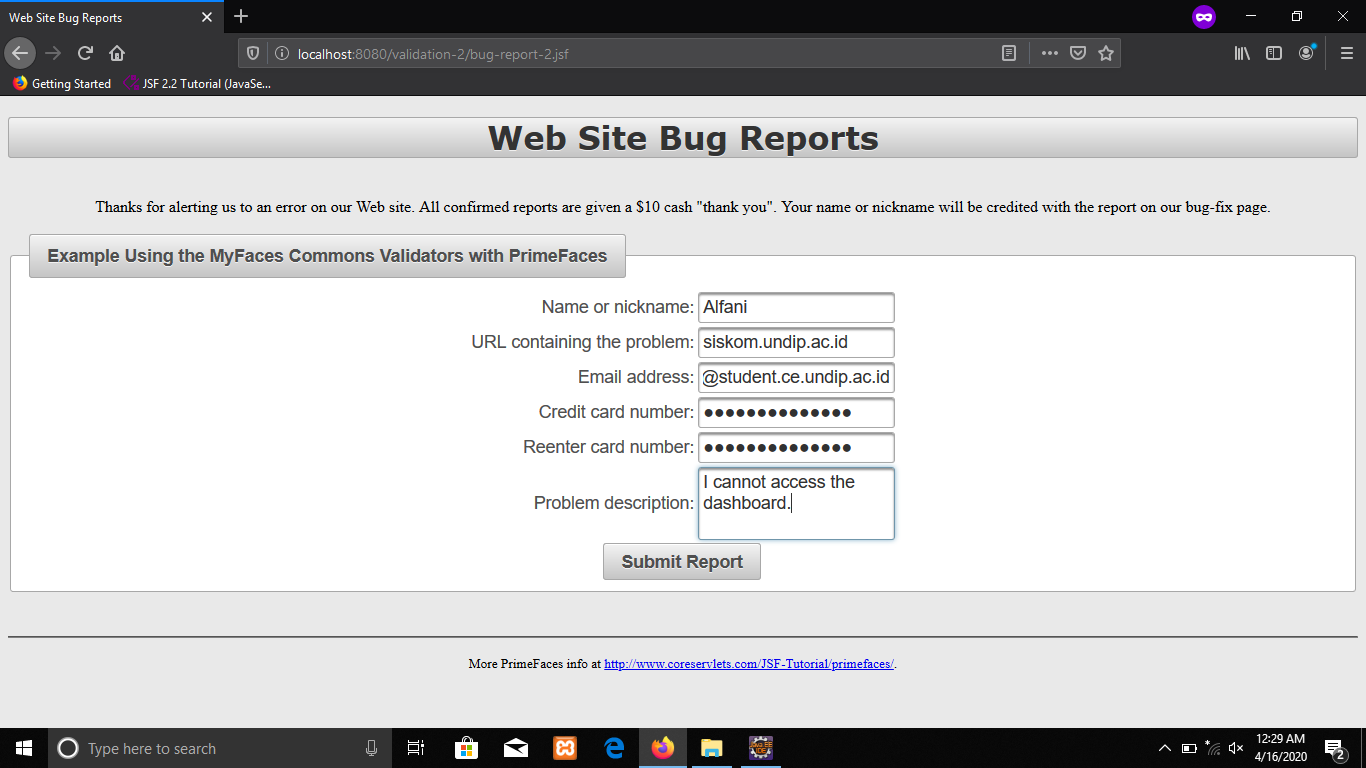 Web Site Bug Reports
localhost:8080/validation-2/bug-report-2.jsf
Getting Started JSF 2.2 Tutorial (JavaSe...
Web Site Bug Reports
Thanks for alerting us to an error on our Web site. All confirmed reports are given a $10 cash "thank you". Your name or nickname will be credited with the report on our bug-fix page.
Example Using the MyFaces Commons Validators with PrimeFaces
Name or nickname: Alfani
URL containing the problem: siskom.undip.ac.id
Email address: @student.ce.undip.ac.id
Credit card number: ●●●●●●●●●●●●●●
Reenter card number: ●●●●●●●●●●●●●●
Problem description: I cannot access the
dashboard.
Submit Report
More PrimeFaces info at http://www.coreservlets.com/JSF-Tutorial/primefaces/.
Type here to search
12:29 AM
4/16/2020
2